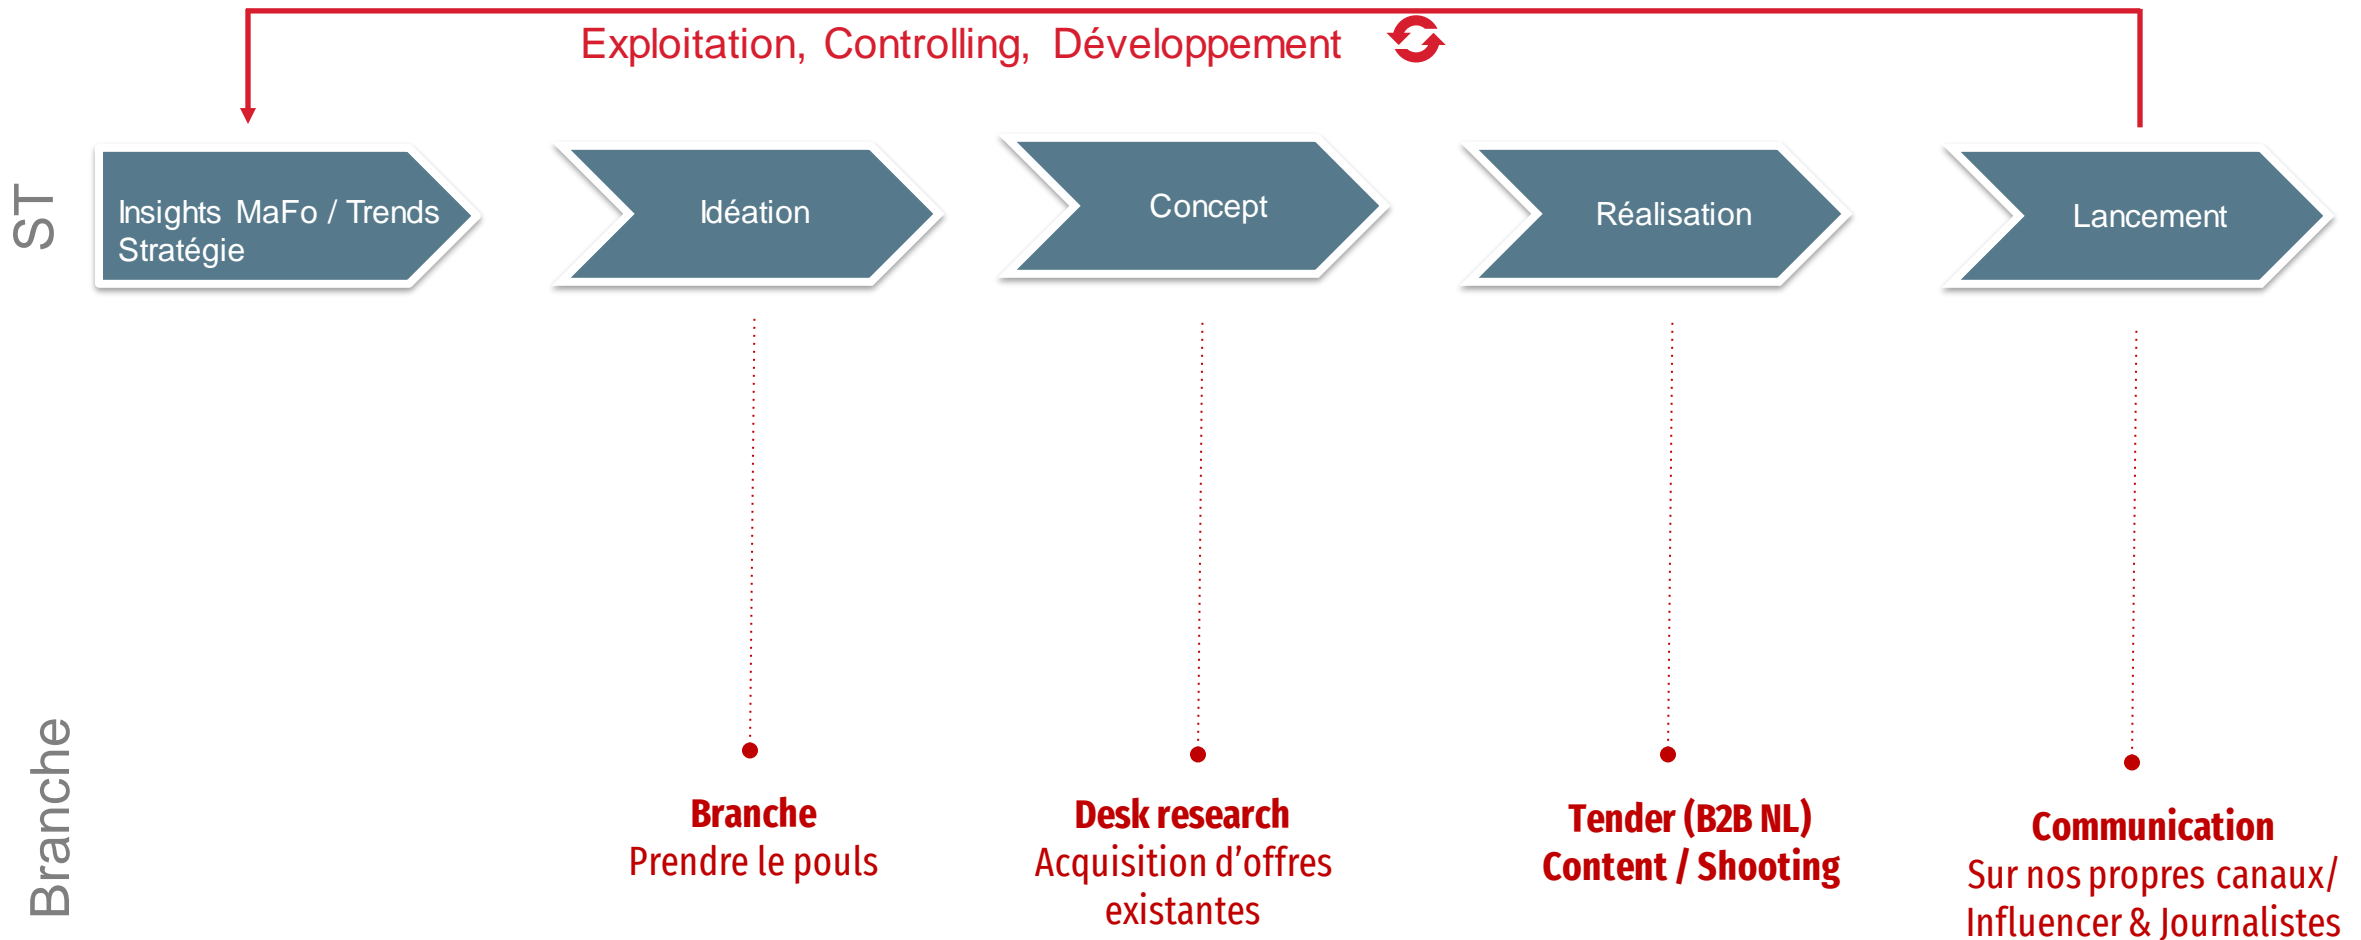 Exploitation, Controlling, Développement
ST
Insights MaFo / Trends
Stratégie
Idéation
Concept
Réalisation
Lancement
Branche
Branche
Prendre le pouls
Desk research
Acquisition d’offres
existantes
Tender (B2B NL)
Content / Shooting
Communication
Sur nos propres canaux/
Influencer & Journalistes